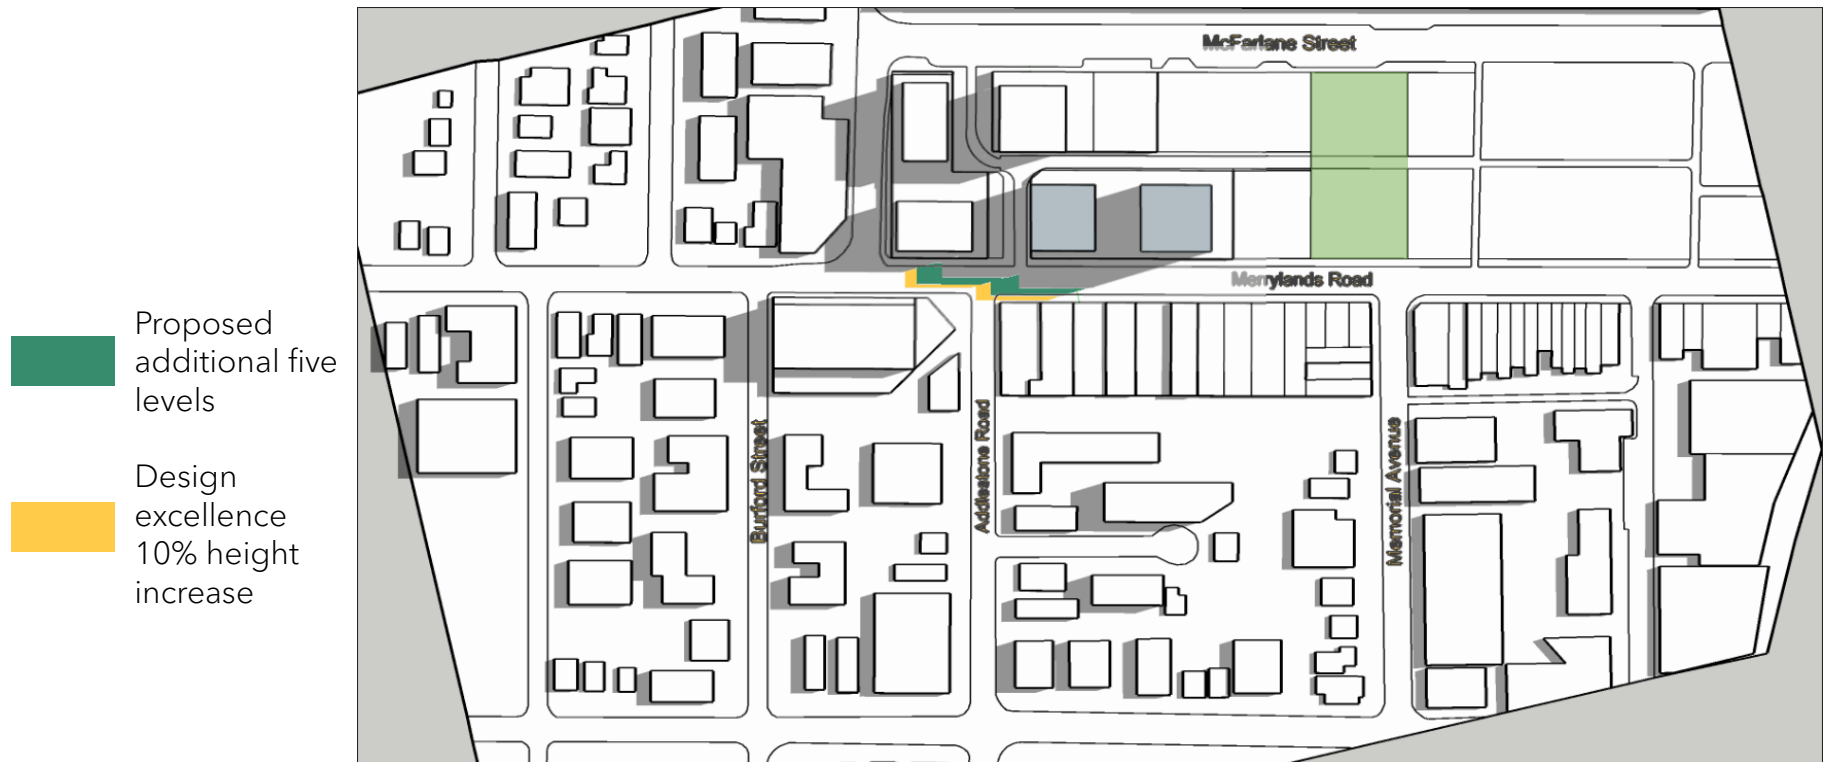 McFarlane Street
Merrylands Road
Proposed
additional five
levels
Design
excellence
10% height
increase
Burford Street
Addlestone Road
Memorial Avenue